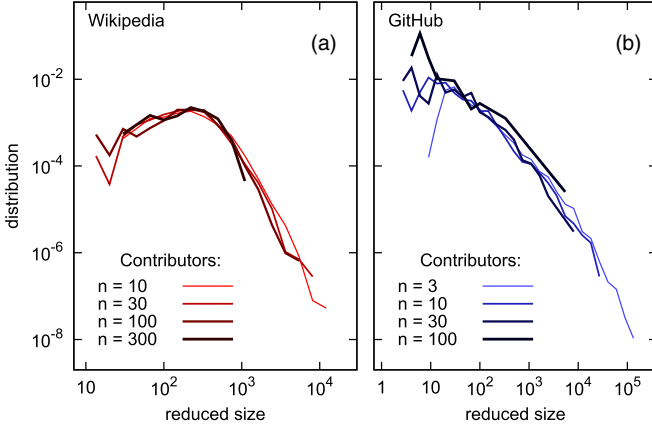 Wikipedia
(a)
GitHub
(b)
10^-2
10^-4
10^-6
10^-8
distribution
Contributors:
n = 10
n = 30
n = 100
n = 300
Contributors:
n = 3
n = 10
n = 30
n = 100
10 10^2 10^3 10^4
1 10 10^2 10^3 10^4 10^5
reduced size
reduced size